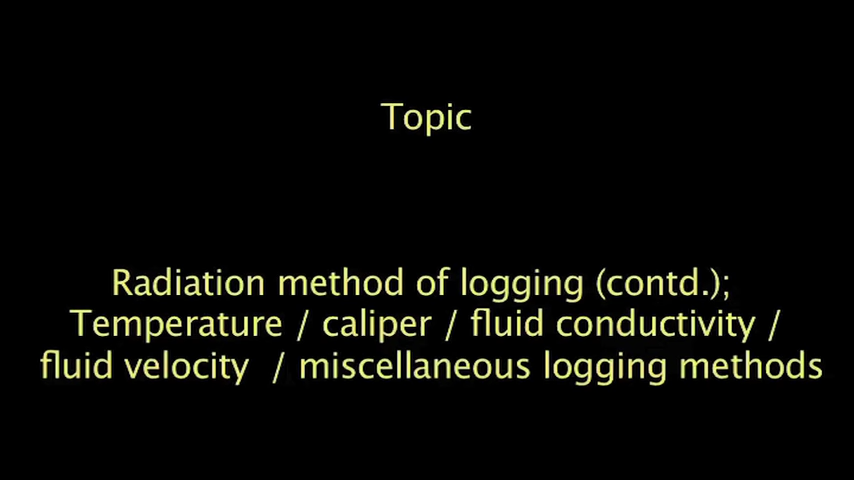 Topic
Radiation method of logging (contd.);
Temperature / caliper / fluid conductivity /
fluid velocity / miscellaneous logging methods